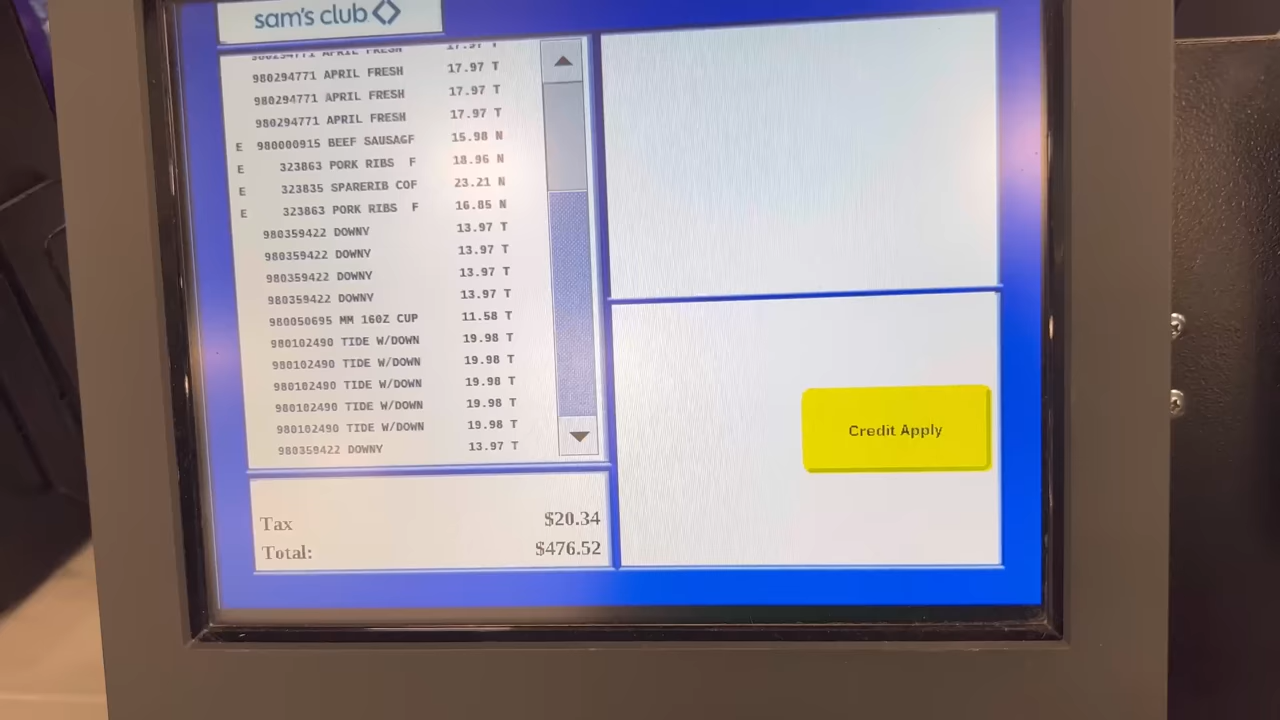 sam's club
980294771 APRIL FRESH 17.97 T
980294771 APRIL FRESH 17.97 T
980294771 APRIL FRESH 17.97 T
980294771 APRIL FRESH 17.97 T
E 980000915 BEEF SAUSAGF 15.98 N
E 323863 PORK RIBS F 18.96 N
E 323835 SPARERIB COF 23.21 N
E 323863 PORK RIBS F 16.85 N
980359422 DOWNY 13.97 T
980359422 DOWNY 13.97 T
980359422 DOWNY 13.97 T
980359422 DOWNY 13.97 T
980050695 MM 16OZ CUP 11.58 T
980102490 TIDE W/DOWN 19.98 T
980102490 TIDE W/DOWN 19.98 T
980102490 TIDE W/DOWN 19.98 T
980102490 TIDE W/DOWN 19.98 T
980102490 TIDE W/DOWN 19.98 T
980359422 DOWNY 13.97 T
Tax $20.34
Total: $476.52
Credit Apply